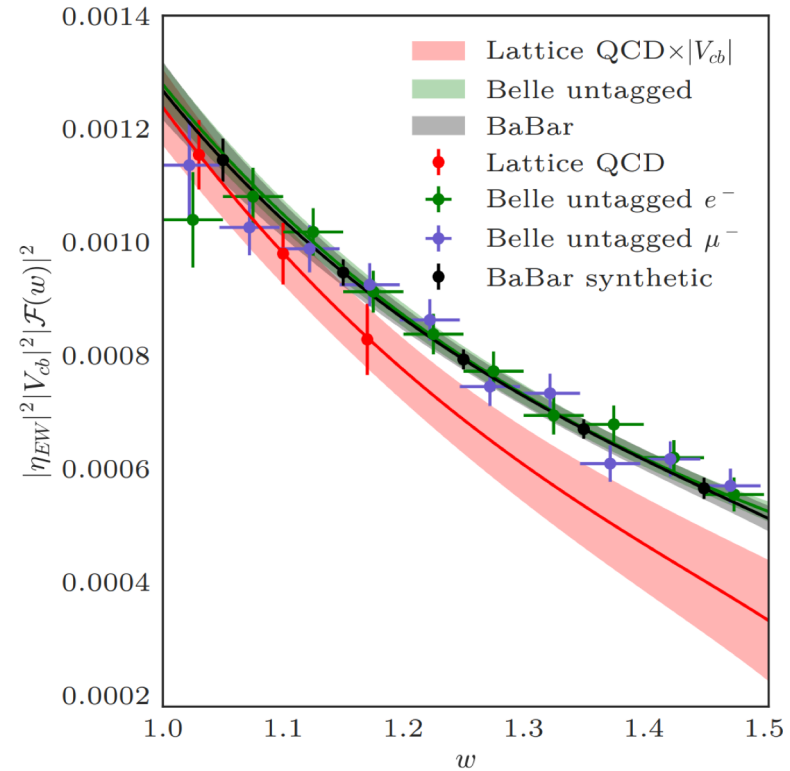 0.0014
0.0012
0.0010
0.0008
0.0006
0.0004
0.0002
|η_EW|²|V_cb|²|𝓕(w)|²
Lattice QCD×|V_cb|
Belle untagged
BaBar
Lattice QCD
Belle untagged e⁻
Belle untagged μ⁻
BaBar synthetic
1.0 1.1 1.2 1.3 1.4 1.5
w